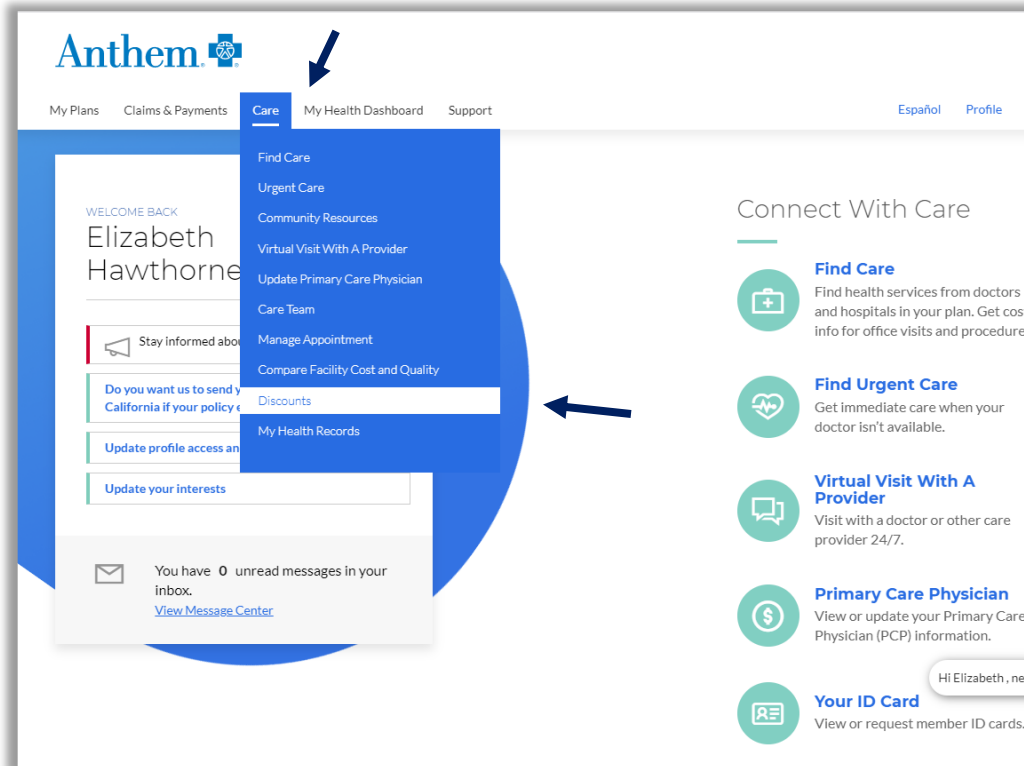 Anthem
My Plans Claims & Payments Care My Health Dashboard Support Español Profile
Find Care
Urgent Care
Community Resources
Virtual Visit With A Provider
Update Primary Care Physician
Care Team
Manage Appointment
Compare Facility Cost and Quality
Discounts
My Health Records
WELCOME BACK
Elizabeth
Hawthorne
Stay informed
Do you want us to send
California if your policy
Update profile access
Update your interests
You have 0 unread messages in your
inbox.
View Message Center
Connect With Care
Find Care
Find health services from doctors
and hospitals in your plan. Get
info for office visits and
Find Urgent Care
Get immediate care when your
doctor isn't available.
Virtual Visit With A
Provider
Visit with a doctor or other care
provider 24/7.
Primary Care Physician
View or update your Primary Care
Physician (PCP) information.
Hi Elizabeth,
Your ID Card
View or request member ID cards.